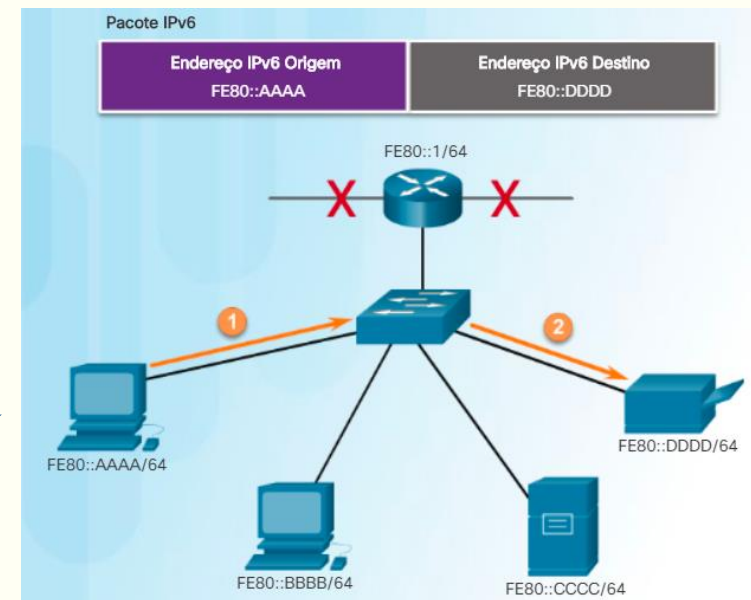 Pacote IPv6
Endereço IPv6 Origem
FE80::AAAA
Endereço IPv6 Destino
FE80::DDDD
FE80::1/64
X X
1
2
FE80::AAAA/64
FE80::DDDD/64
FE80::BBBB/64
FE80::CCCC/64